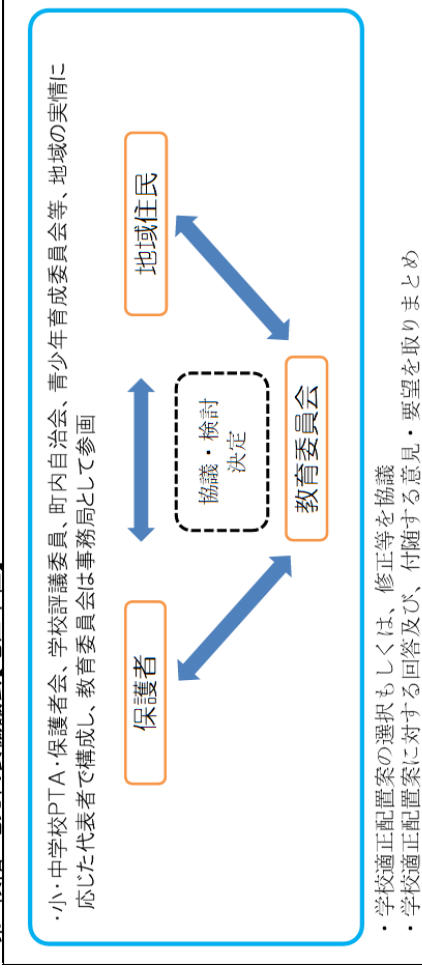 ・小・中学校PTA・保護者会、学校評議委員、町内自治会、青少年育成委員会等、地域の実情に
応じた代表者で構成し、教育委員会は事務局として参画
保護者
地域住民
協議・検討
決定
教育委員会
・学校適正配置案の選択もしくは、修正等を協議
・学校適正配置案に対する回答及び、付随する意見・要望を取りまとめ